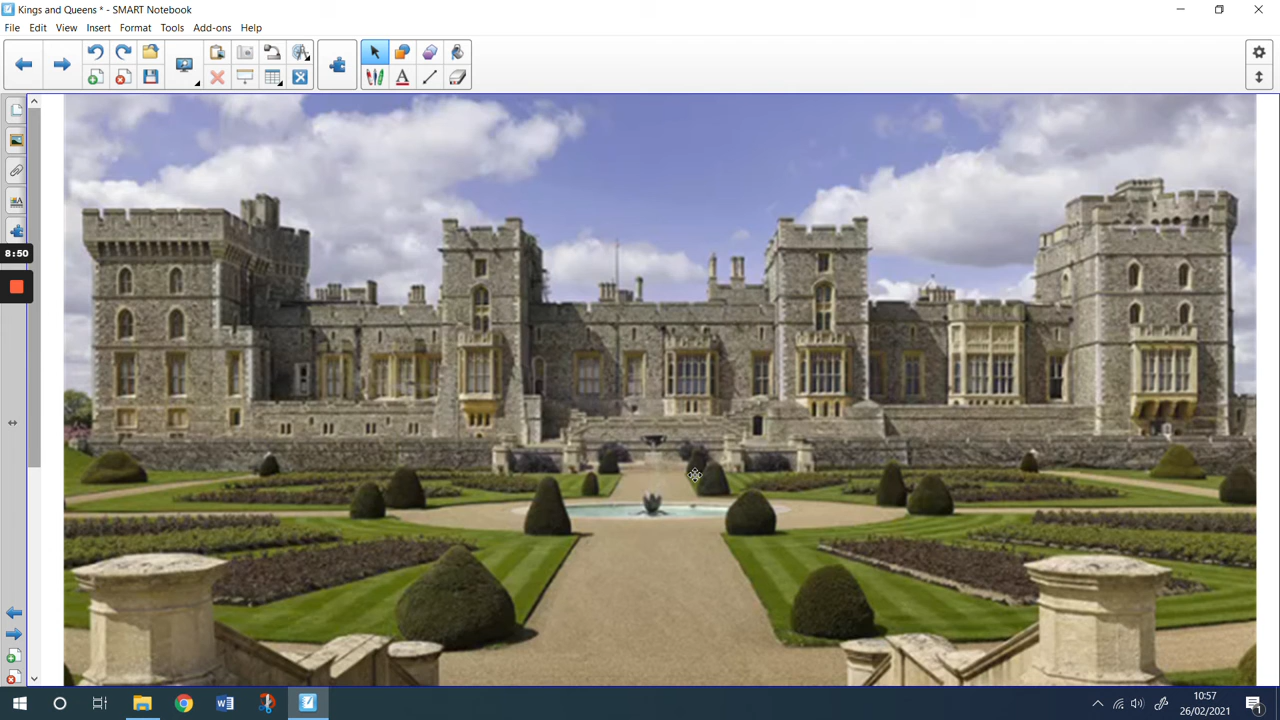 Kings and Queens * - SMART Notebook
File Edit View Insert Format Tools Add-ons Help
8:50
10:57
26/02/2021
1